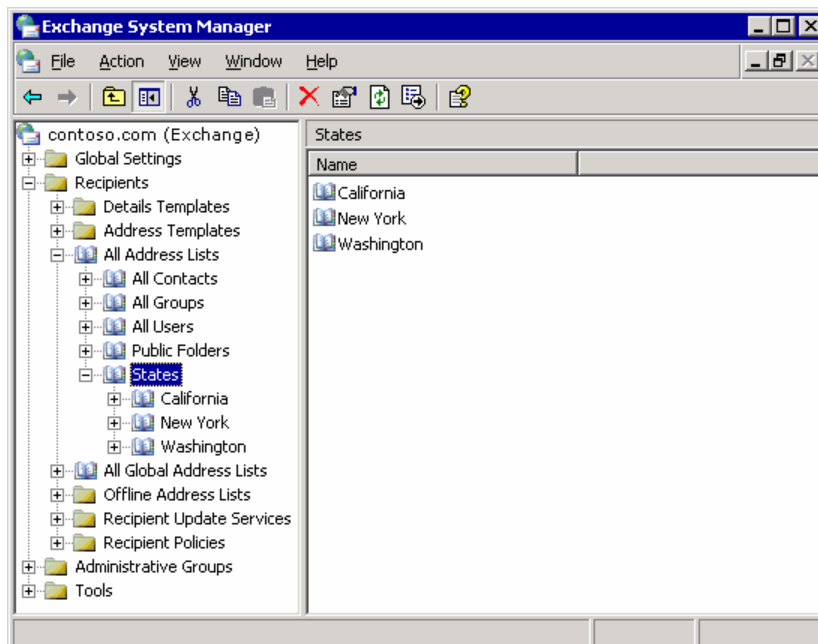 Exchange System Manager
File Action View Window Help
contoso.com (Exchange)
Global Settings
Recipients
Details Templates
Address Templates
All Address Lists
All Contacts
All Groups
All Users
Public Folders
States
California
New York
Washington
All Global Address Lists
Offline Address Lists
Recipient Update Services
Recipient Policies
Administrative Groups
Tools
States
Name
California
New York
Washington